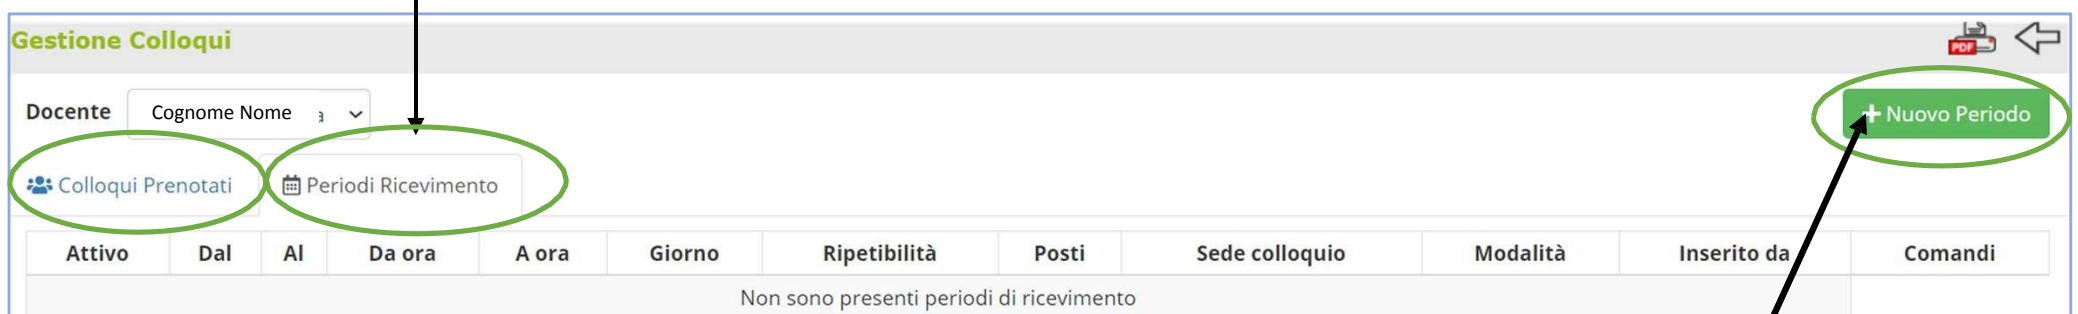 Gestione Colloqui
PDF
Docente Cognome Nome a
+ Nuovo Periodo
Colloqui Prenotati Periodi Ricevimento
Attivo Dal Al Da ora A ora Giorno Ripetibilità Posti Sede colloquio Modalità Inserito da Comandi
Non sono presenti periodi di ricevimento